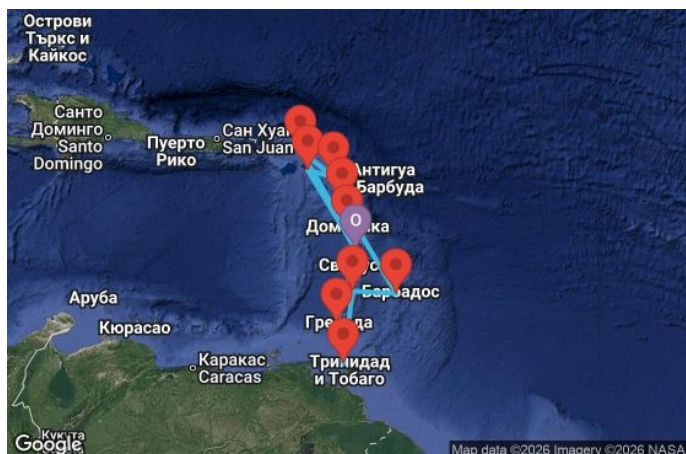 Острови
Търкс и
Кайкос
Санто
Доминго
Santo
Domingo
Пуерто
Рико
Сан Хуан
San Juan
Антигуа
Барбуда
O
Барбадос
Аруба
Кюрасао
Каракас
Caracas
Тринидад
и Тобаго
Google
Map data ©2026 Imagery ©2026 NASA